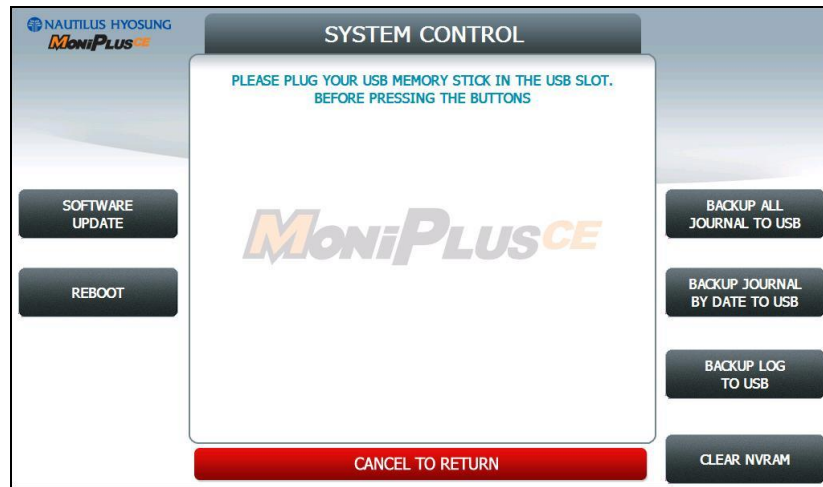 NAUTILUS HYOSUNG
MONiPLUSCE
SYSTEM CONTROL
PLEASE PLUG YOUR USB MEMORY STICK IN THE USB SLOT.
BEFORE PRESSING THE BUTTONS
MONiPLUSCE
SOFTWARE
UPDATE
REBOOT
BACKUP ALL
JOURNAL TO USB
BACKUP JOURNAL
BY DATE TO USB
BACKUP LOG
TO USB
CLEAR NVRAM
CANCEL TO RETURN